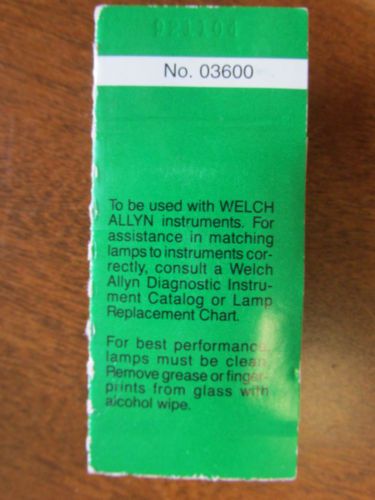 921104
No. 03600
To be used with WELCH
ALLYN instruments. For
assistance in matching
lamps to instruments cor-
rectly, consult a Welch
Allyn Diagnostic Instru-
ment Catalog or Lamp
Replacement Chart.
For best performance,
lamps must be clean.
Remove grease or finger-
prints from glass with
alcohol wipe.